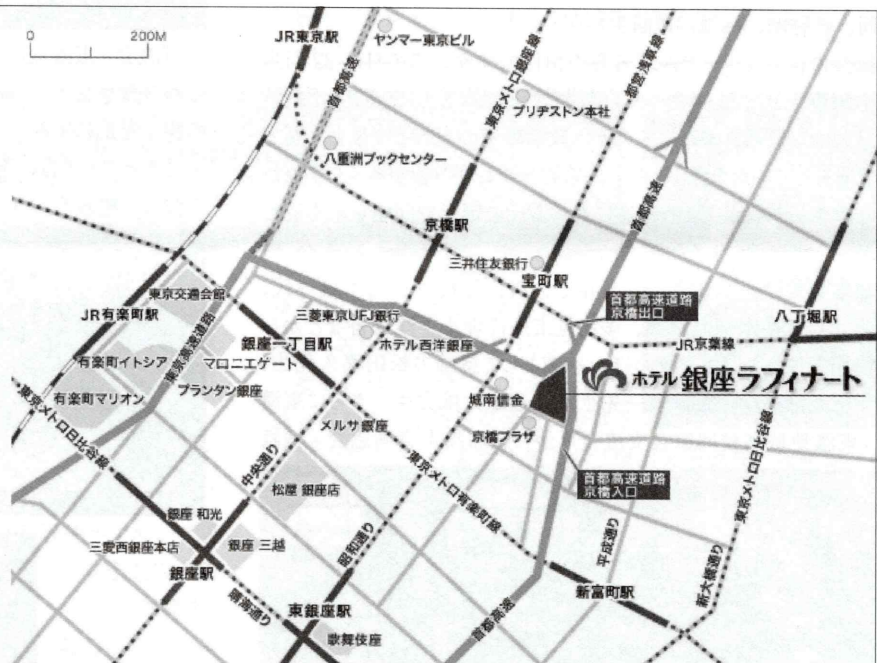 0 200M
JR東京駅
ヤンマー東京ビル
首都高速
東京メトロ銀座線
都営浅草線
ブリヂストン本社
八重洲ブックセンター
首都高速
京橋駅
三井住友銀行
宝町駅
東京交通会館
首都高速道路
京橋出口
八丁堀駅
JR有楽町駅
東京高速道路
三菱東京UFJ銀行
JR京葉線
銀座一丁目駅
ホテル西洋銀座
有楽町イトシア
マロニエゲート
ホテル 銀座ラフィナート
プランタン銀座
城南信金
有楽町マリオン
東京メトロ日比谷線
メルサ銀座
京橋プラザ
中央通り
東京メトロ有楽町線
首都高速道路
京橋入口
東京メトロ日比谷線
松屋 銀座店
銀座 和光
昭和通り
平成通り
三愛西銀座本店
銀座 三越
銀座駅
新大橋通り
新富町駅
晴海通り
東銀座駅
首都高速
歌舞伎座